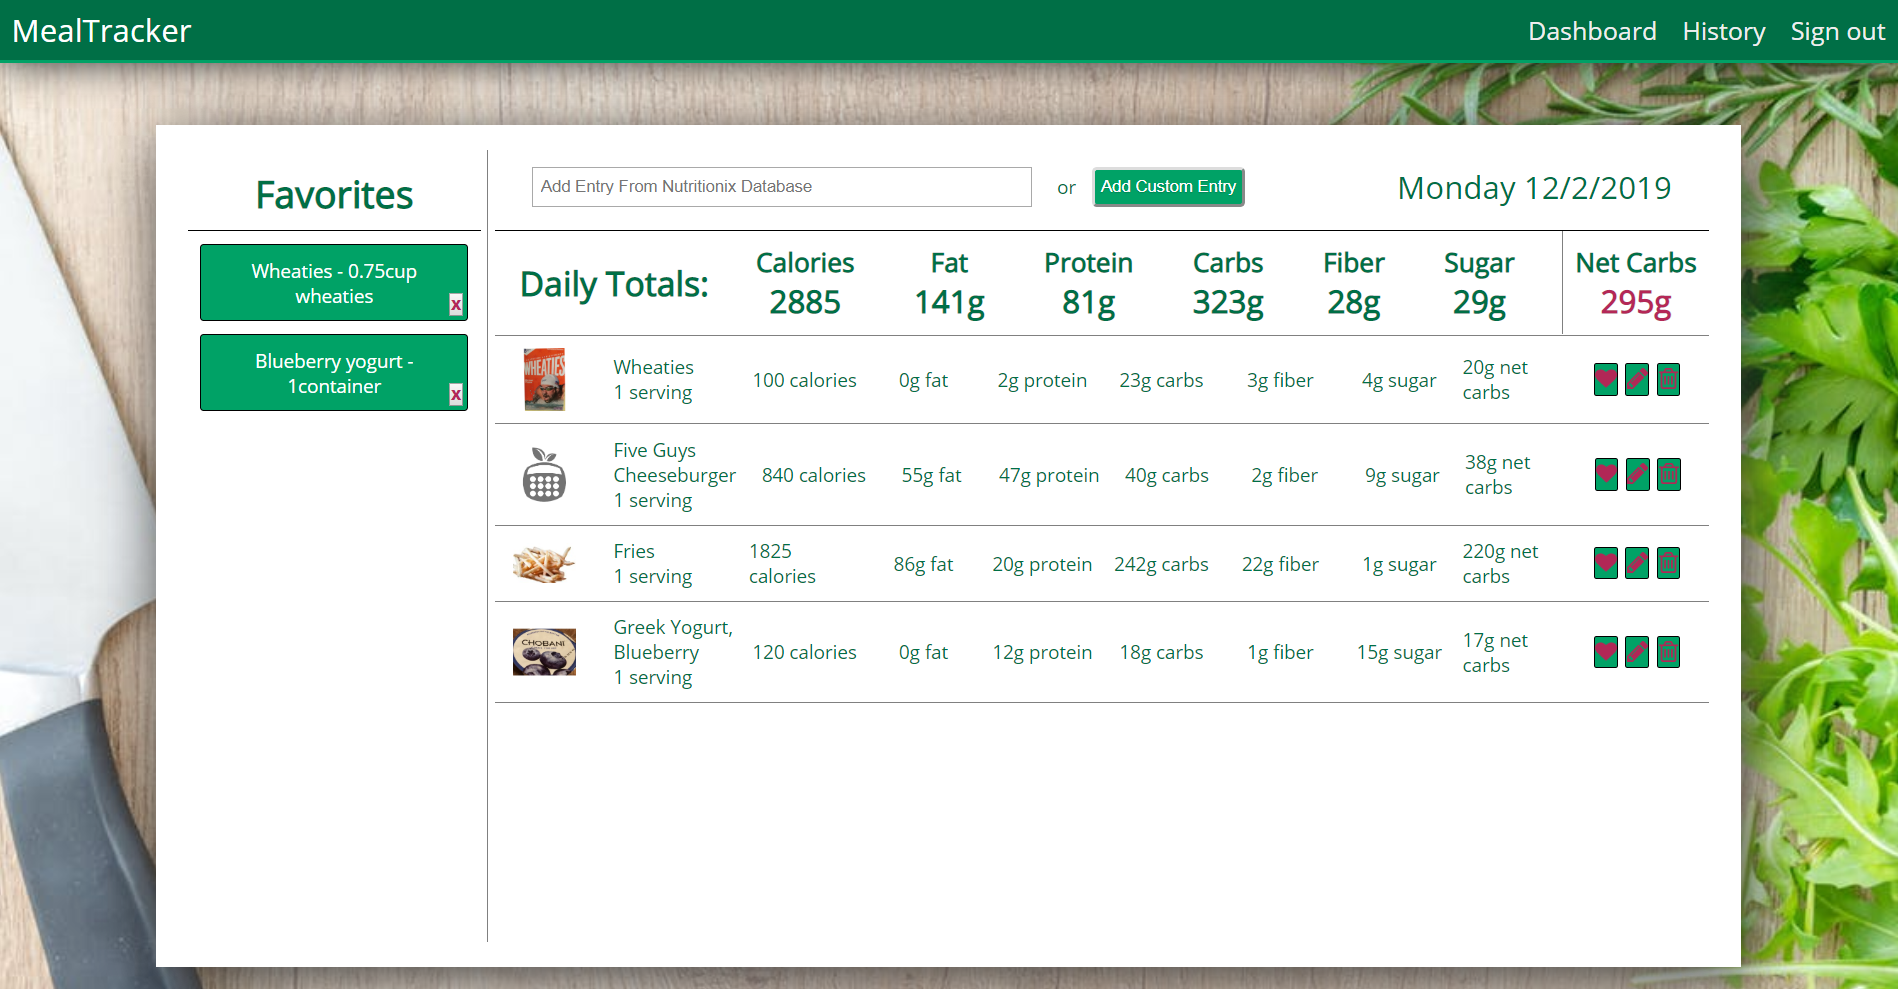 MealTracker
Dashboard History Sign out
Favorites
Wheaties - 0.75cup
wheaties
x
Blueberry yogurt -
1container
x
Add Entry From Nutritionix Database or Add Custom Entry Monday 12/2/2019
Daily Totals:
Calories Fat Protein Carbs Fiber Sugar Net Carbs
2885 141g 81g 323g 28g 29g 295g
WHEATIES
Wheaties
1 serving
100 calories 0g fat 2g protein 23g carbs 3g fiber 4g sugar
20g net
carbs
Five Guys
Cheeseburger
1 serving
840 calories 55g fat 47g protein 40g carbs 2g fiber 9g sugar
38g net
carbs
Fries
1 serving
1825
calories
86g fat 20g protein 242g carbs 22g fiber 1g sugar
220g net
carbs
CHOBANI
Greek Yogurt,
Blueberry
1 serving
120 calories 0g fat 12g protein 18g carbs 1g fiber 15g sugar
17g net
carbs